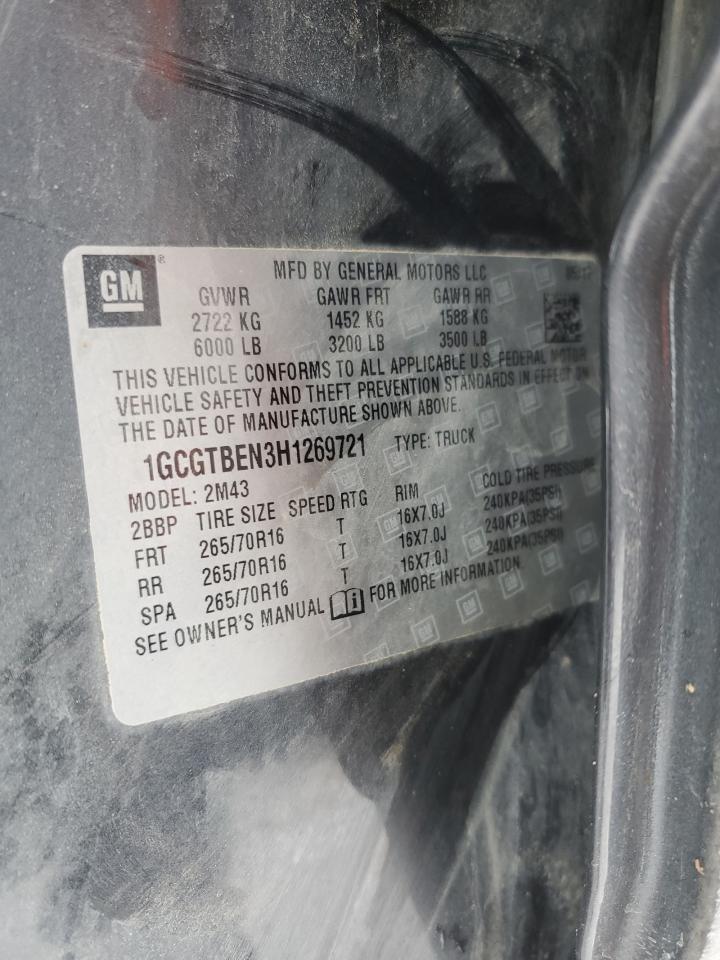 GM ® MFD BY GENERAL MOTORS LLC
GVWR GAWR FRT GAWR RR
2722 KG 1452 KG 1588 KG
6000 LB 3200 LB 3500 LB
THIS VEHICLE CONFORMS TO ALL APPLICABLE U.S. FEDERAL MOTOR
VEHICLE SAFETY AND THEFT PREVENTION STANDARDS IN EFFECT ON
THE DATE OF MANUFACTURE SHOWN ABOVE.
1GCGTBEN3H1269721 TYPE: TRUCK
MODEL: 2M43
2BBP TIRE SIZE SPEED RTG RIM COLD TIRE PRESSURE
FRT 265/70R16 T 16X7.0J 240KPA(35PSI)
RR 265/70R16 T 16X7.0J 240KPA(35PSI)
SPA 265/70R16 T 16X7.0J 240KPA(35PSI)
SEE OWNER'S MANUAL FOR MORE INFORMATION